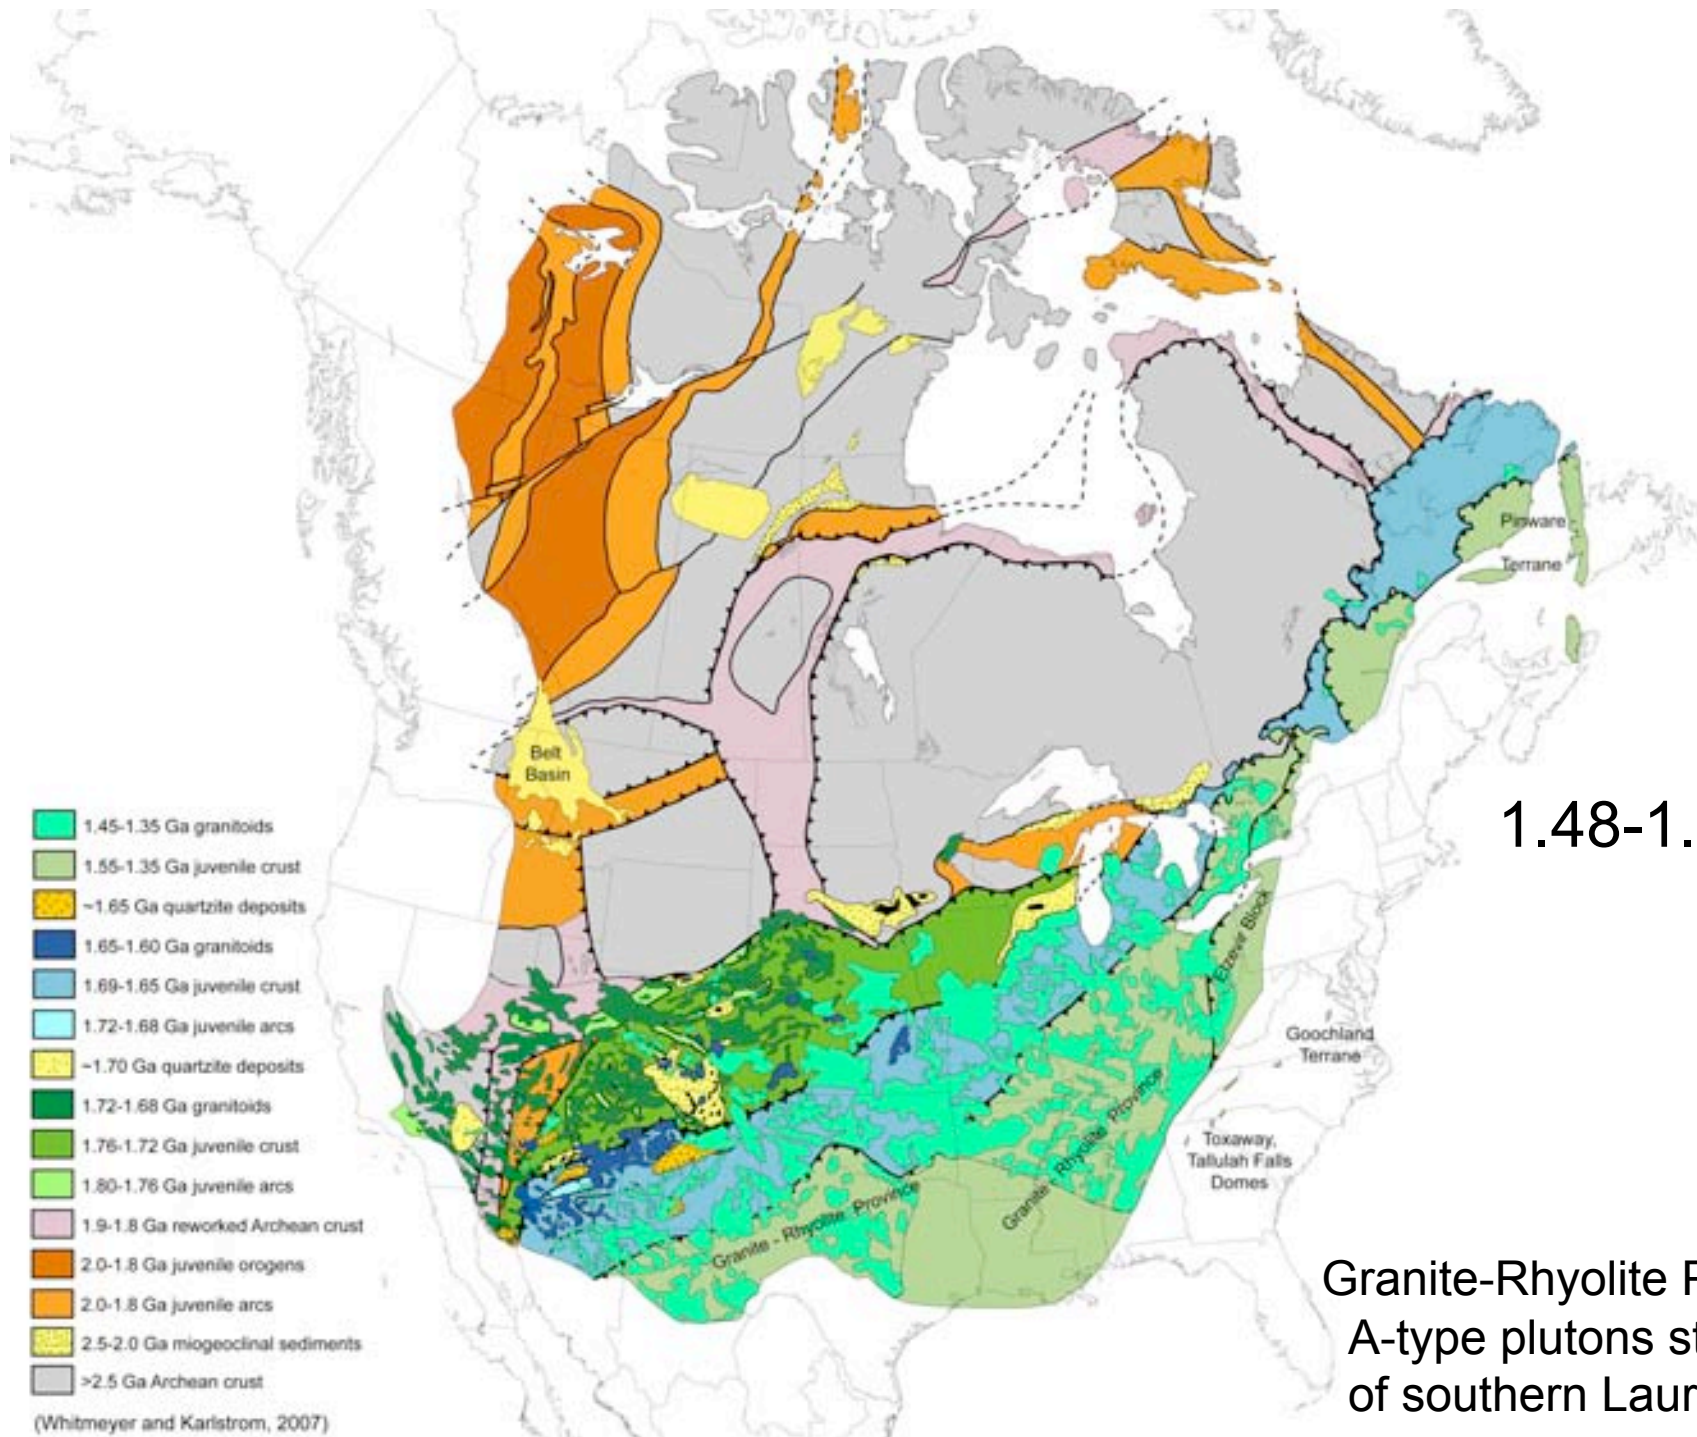 Pinware
Terrane
Belt
Basin
1.48-1.
1.45-1.35 Ga granitoids
1.55-1.35 Ga juvenile crust
~1.65 Ga quartzite deposits
1.65-1.60 Ga granitoids
1.69-1.65 Ga juvenile crust
1.72-1.68 Ga juvenile arcs
~1.70 Ga quartzite deposits
1.72-1.68 Ga granitoids
1.76-1.72 Ga juvenile crust
1.80-1.76 Ga juvenile arcs
1.9-1.8 Ga reworked Archean crust
2.0-1.8 Ga juvenile orogens
2.0-1.8 Ga juvenile arcs
2.5-2.0 Ga miogeoclinal sediments
>2.5 Ga Archean crust
(Whitmeyer and Karlstrom, 2007)
Elzevir Block
Goochland
Terrane
Toxaway,
Tallulah Falls
Domes
Granite - Rhyolite Province
Granite - Rhyolite Province
Granite-Rhyolite P
A-type plutons st
of southern Laur